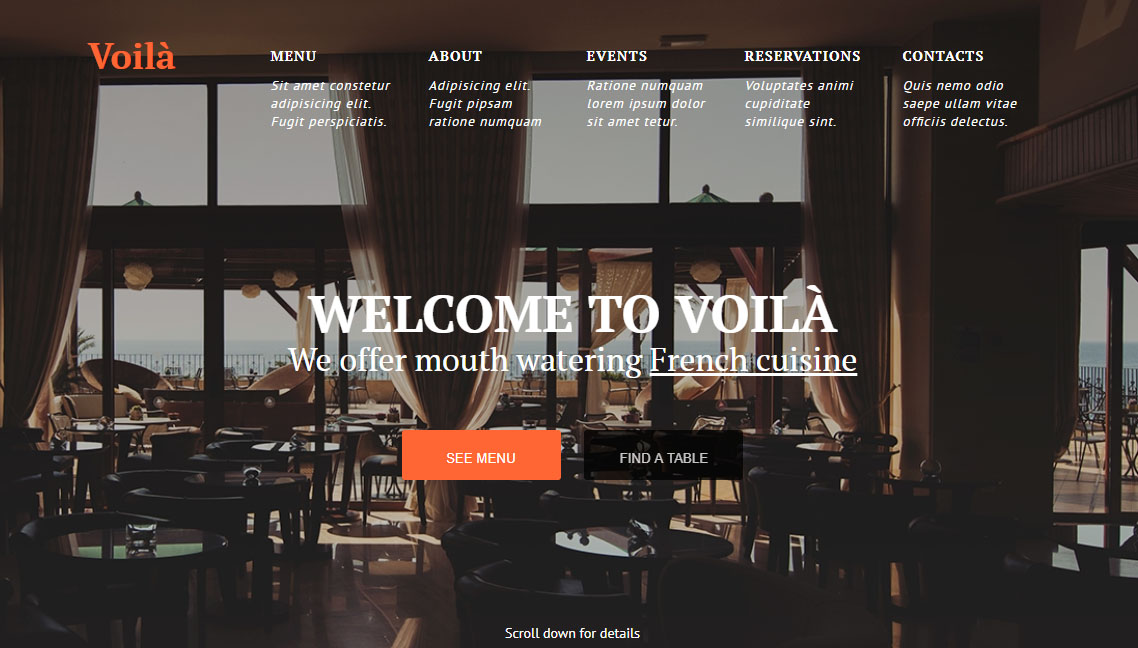 Voilà
MENU
Sit amet constetur
adipisicing elit.
Fugit perspiciatis.
ABOUT
Adipisicing elit.
Fugit pipsam
ratione numquam
EVENTS
Ratione numquam
lorem ipsum dolor
sit amet tetur.
RESERVATIONS
Voluptates animi
cupiditate
similique sint.
CONTACTS
Quis nemo odio
saepe ullam vitae
officiis delectus.
WELCOME TO VOILÀ
We offer mouth watering French cuisine
SEE MENU
FIND A TABLE
Scroll down for details